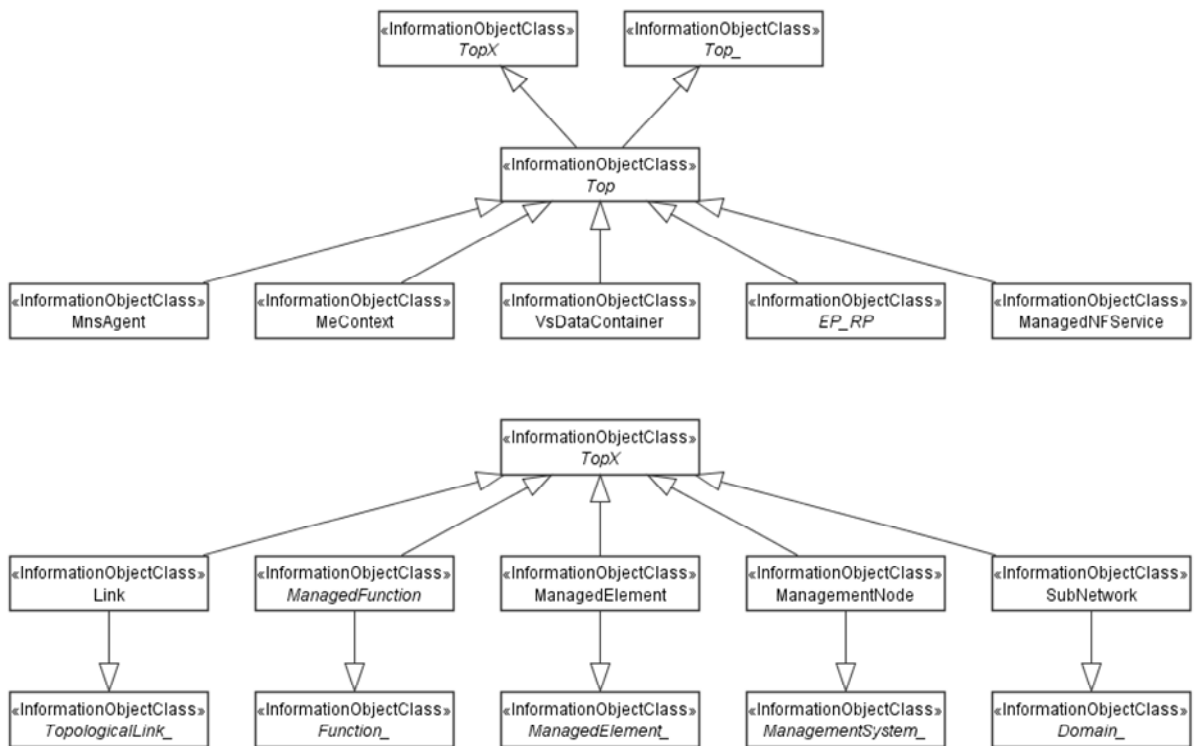 «InformationObjectClass»
TopX
«InformationObjectClass»
Top_
«InformationObjectClass»
Top
«InformationObjectClass»
MnsAgent
«InformationObjectClass»
MeContext
«InformationObjectClass»
VsDataContainer
«InformationObjectClass»
EP_RP
«InformationObjectClass»
ManagedNFService
«InformationObjectClass»
TopX
«InformationObjectClass»
Link
«InformationObjectClass»
ManagedFunction
«InformationObjectClass»
ManagedElement
«InformationObjectClass»
ManagementNode
«InformationObjectClass»
SubNetwork
«InformationObjectClass»
TopologicalLink_
«InformationObjectClass»
Function_
«InformationObjectClass»
ManagedElement_
«InformationObjectClass»
ManagementSystem_
«InformationObjectClass»
Domain_